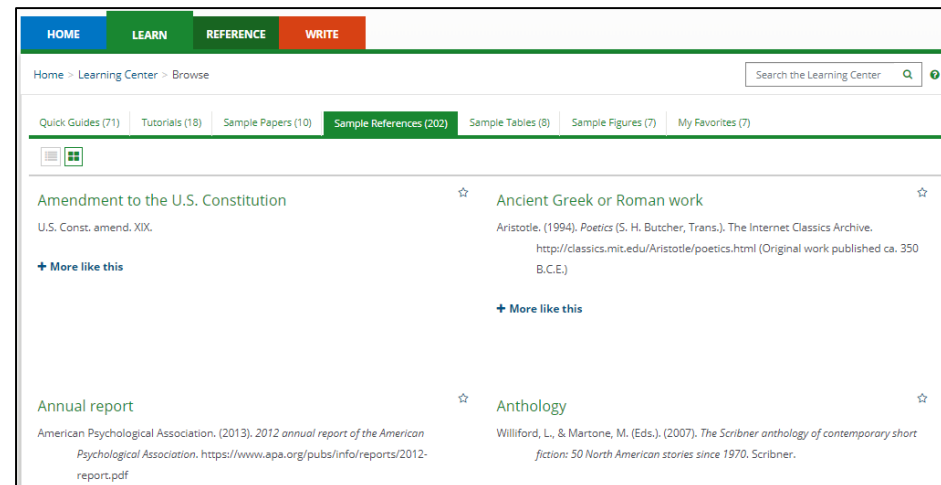 HOME LEARN REFERENCE WRITE
Home > Learning Center > Browse
Search the Learning Center
Quick Guides (71) Tutorials (18) Sample Papers (10) Sample References (202) Sample Tables (8) Sample Figures (7) My Favorites (7)
Amendment to the U.S. Constitution
U.S. Const. amend. XIX.
+ More like this
Ancient Greek or Roman work
Aristotle. (1994). Poetics (S. H. Butcher, Trans.). The Internet Classics Archive.
http://classics.mit.edu/Aristotle/poetics.html (Original work published ca. 350
B.C.E.)
+ More like this
Annual report
American Psychological Association. (2013). 2012 annual report of the American
Psychological Association. https://www.apa.org/pubs/info/reports/2012-
report.pdf
Anthology
Williford, L., & Martone, M. (Eds.). (2007). The Scribner anthology of contemporary short
fiction: 50 North American stories since 1970. Scribner.